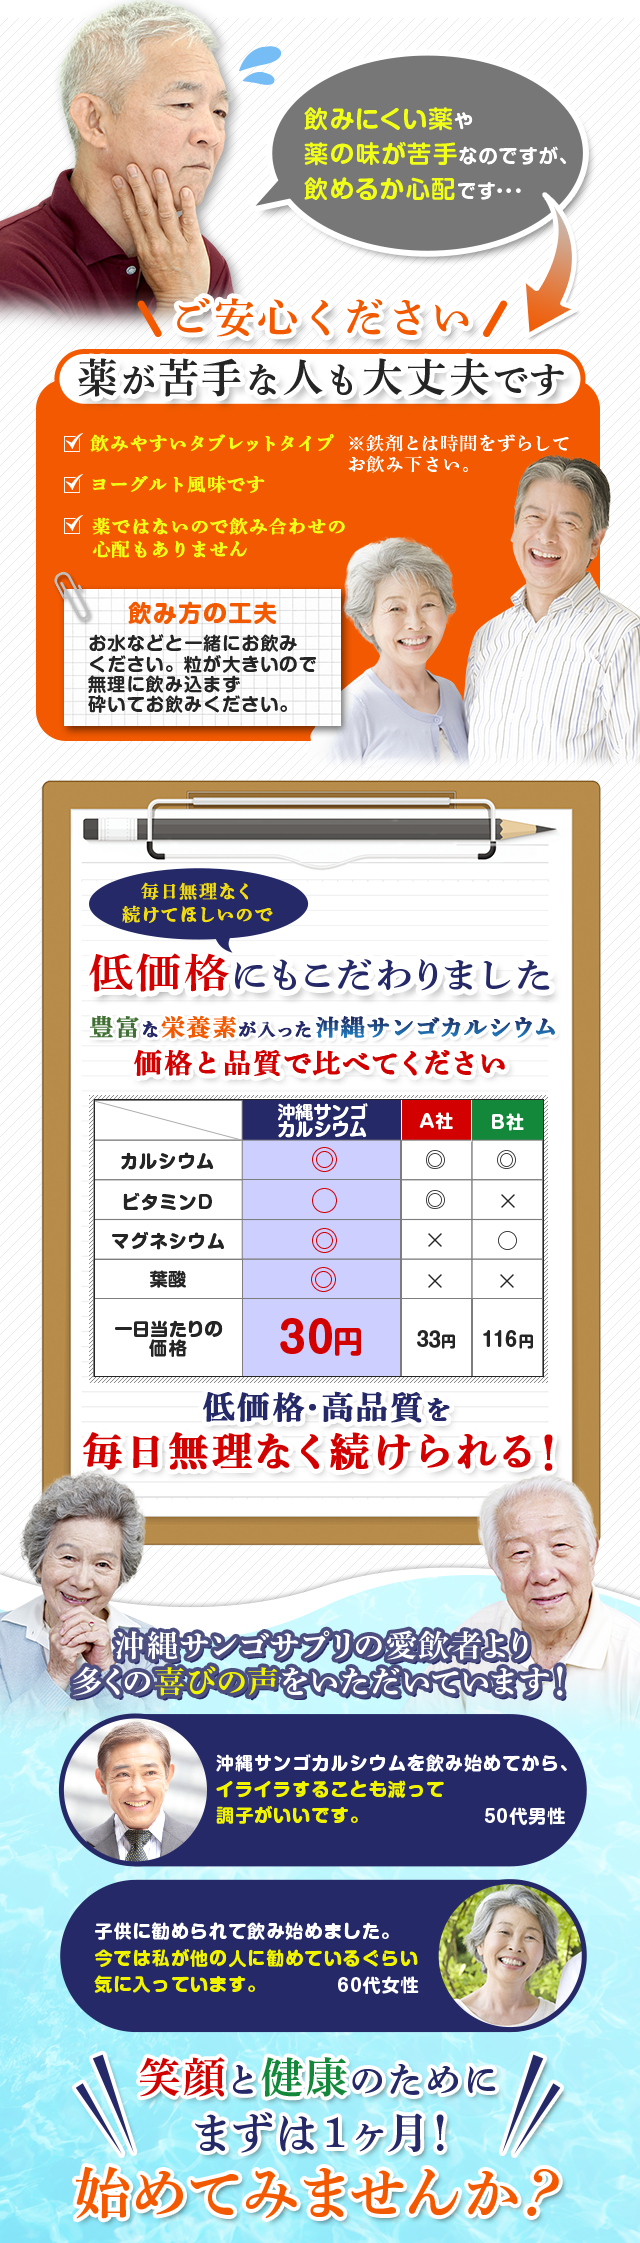 飲みにくい薬や
薬の味が苦手なのですが、
飲めるか心配です･･･
ご安心ください
薬が苦手な人も大丈夫です
飲みやすいタブレットタイプ
※鉄剤とは時間をずらして
お飲み下さい。
ヨーグルト風味です
薬ではないので飲み合わせの
心配もありません
飲み方の工夫
お水などと一緒にお飲み
ください。粒が大きいので
無理に飲み込まず
砕いてお飲みください。
毎日無理なく
続けてほしいので
低価格にもこだわりました
豊富な栄養素が入った沖縄サンゴカルシウム
価格と品質で比べてください
沖縄サンゴ
カルシウム
A社 B社
カルシウム ◎ ◎ ◎
ビタミンD ○ ◎ ×
マグネシウム ◎ × ○
葉酸 ◎ × ×
一日当たりの
価格
30円 33円 116円
低価格･高品質を
毎日無理なく続けられる!
沖縄サンゴサプリの愛飲者より
多くの喜びの声をいただいています!
沖縄サンゴカルシウムを飲み始めてから、
イライラすることも減って
調子がいいです。 50代男性
子供に勧められて飲み始めました。
今では私が他の人に勧めているぐらい
気に入っています。 60代女性
笑顔と健康のために
まずは1ヶ月!
始めてみませんか?